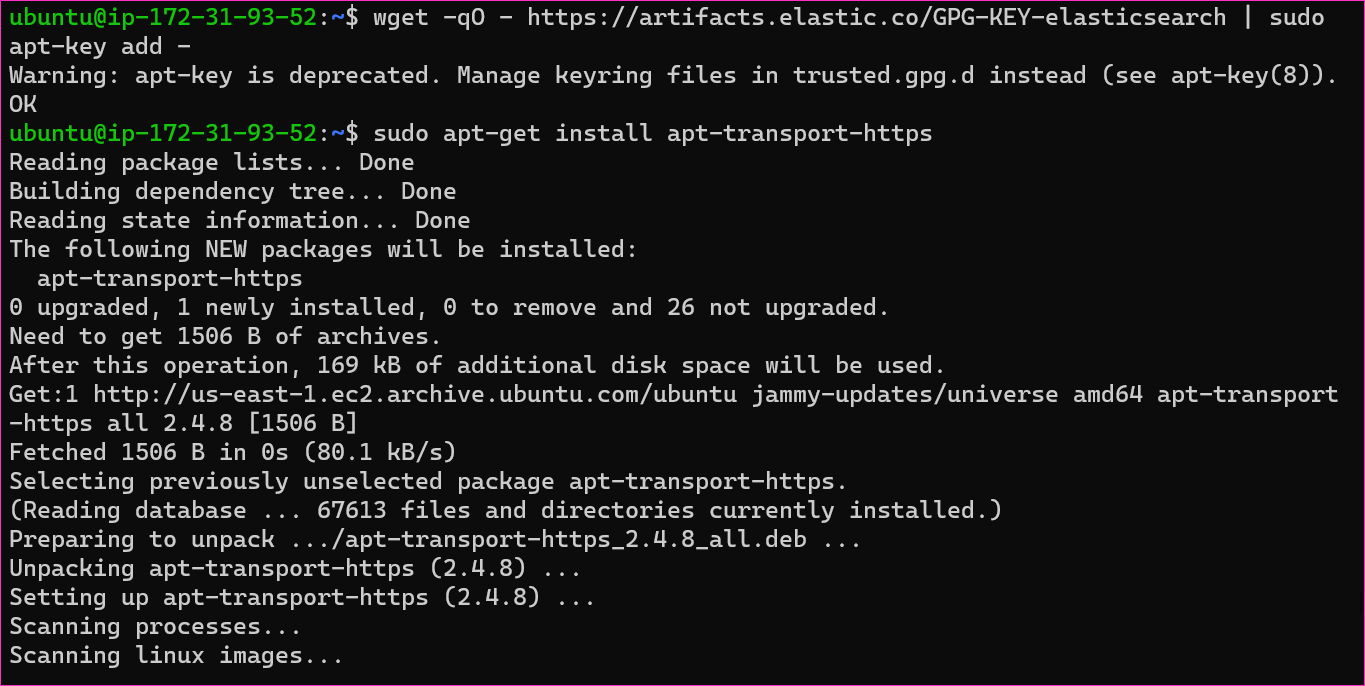 ubuntu@ip-172-31-93-52:~$ wget -qO - https://artifacts.elastic.co/GPG-KEY-elasticsearch | sudo
apt-key add -
Warning: apt-key is deprecated. Manage keyring files in trusted.gpg.d instead (see apt-key(8)).
OK
ubuntu@ip-172-31-93-52:~$ sudo apt-get install apt-transport-https
Reading package lists... Done
Building dependency tree... Done
Reading state information... Done
The following NEW packages will be installed:
  apt-transport-https
0 upgraded, 1 newly installed, 0 to remove and 26 not upgraded.
Need to get 1506 B of archives.
After this operation, 169 kB of additional disk space will be used.
Get:1 http://us-east-1.ec2.archive.ubuntu.com/ubuntu jammy-updates/universe amd64 apt-transport
-https all 2.4.8 [1506 B]
Fetched 1506 B in 0s (80.1 kB/s)
Selecting previously unselected package apt-transport-https.
(Reading database ... 67613 files and directories currently installed.)
Preparing to unpack .../apt-transport-https_2.4.8_all.deb ...
Unpacking apt-transport-https (2.4.8) ...
Setting up apt-transport-https (2.4.8) ...
Scanning processes...
Scanning linux images...